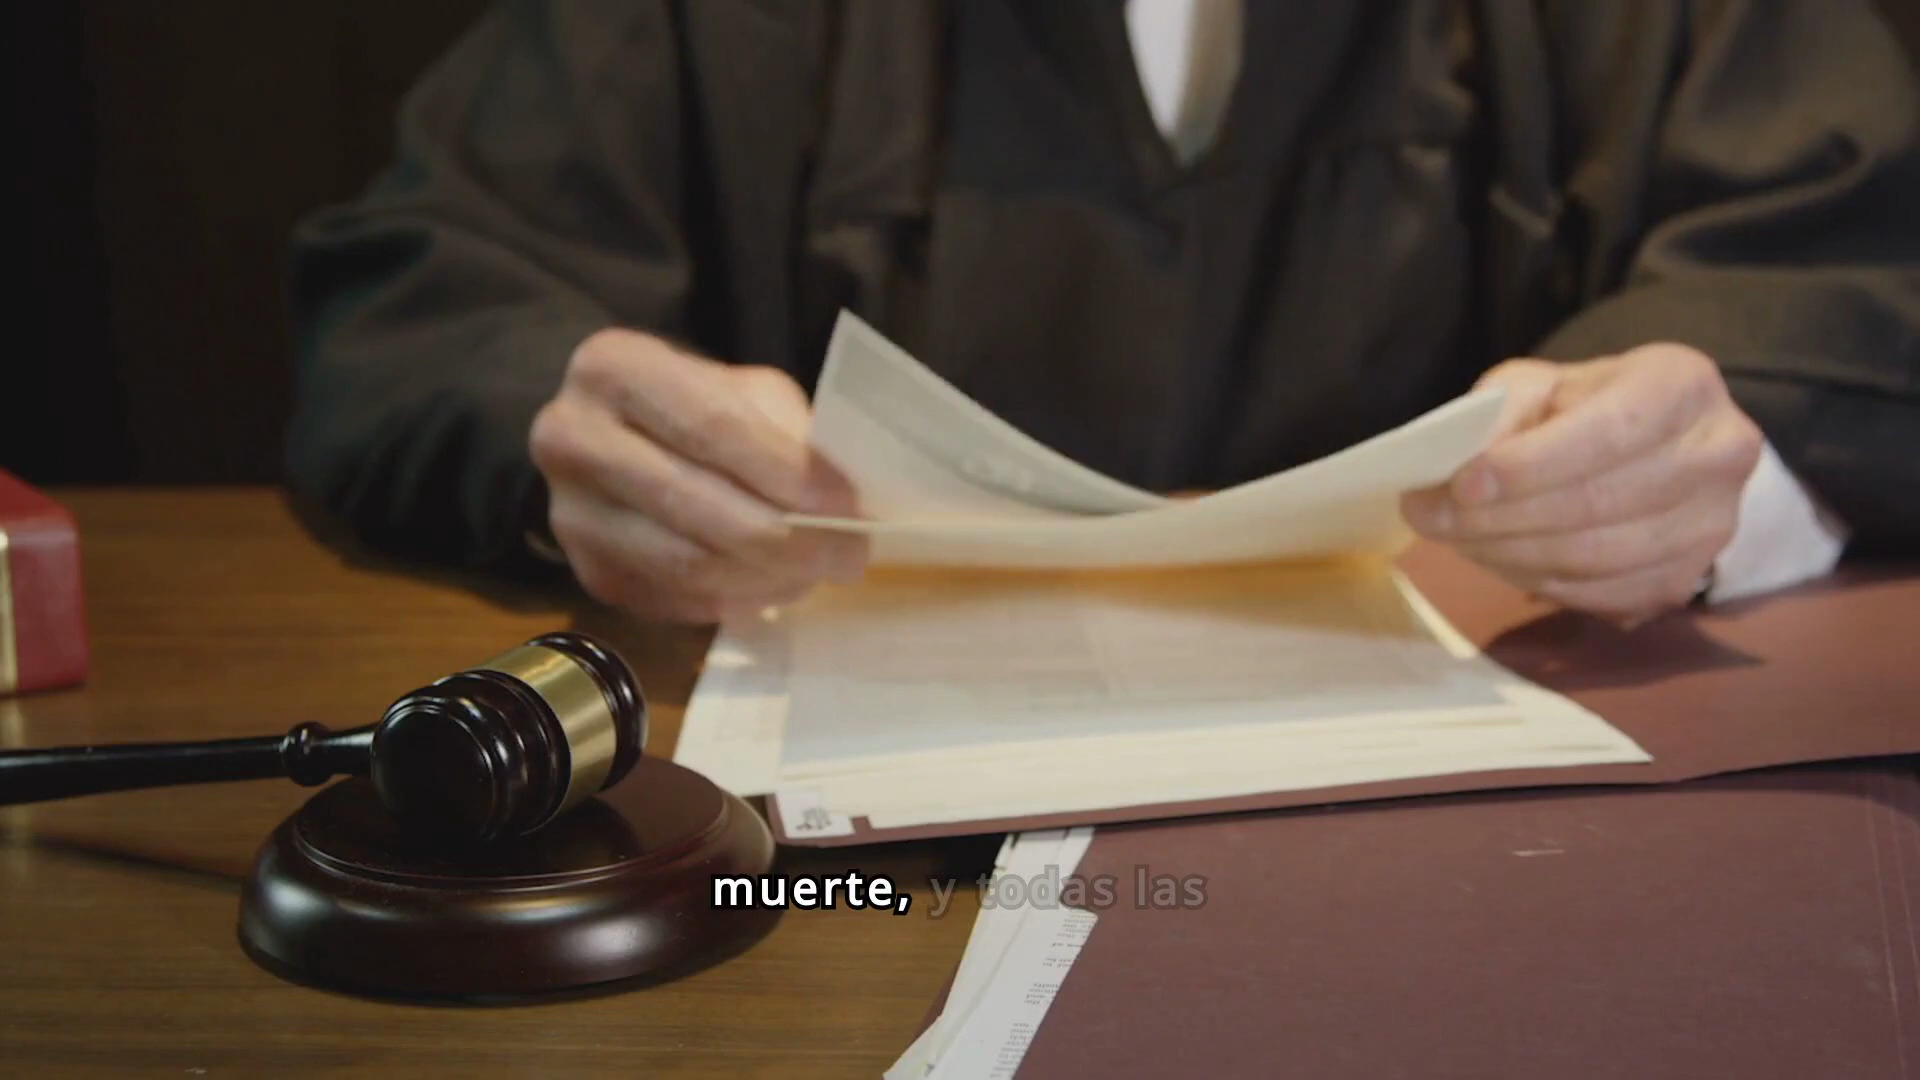 muerte, y todas las